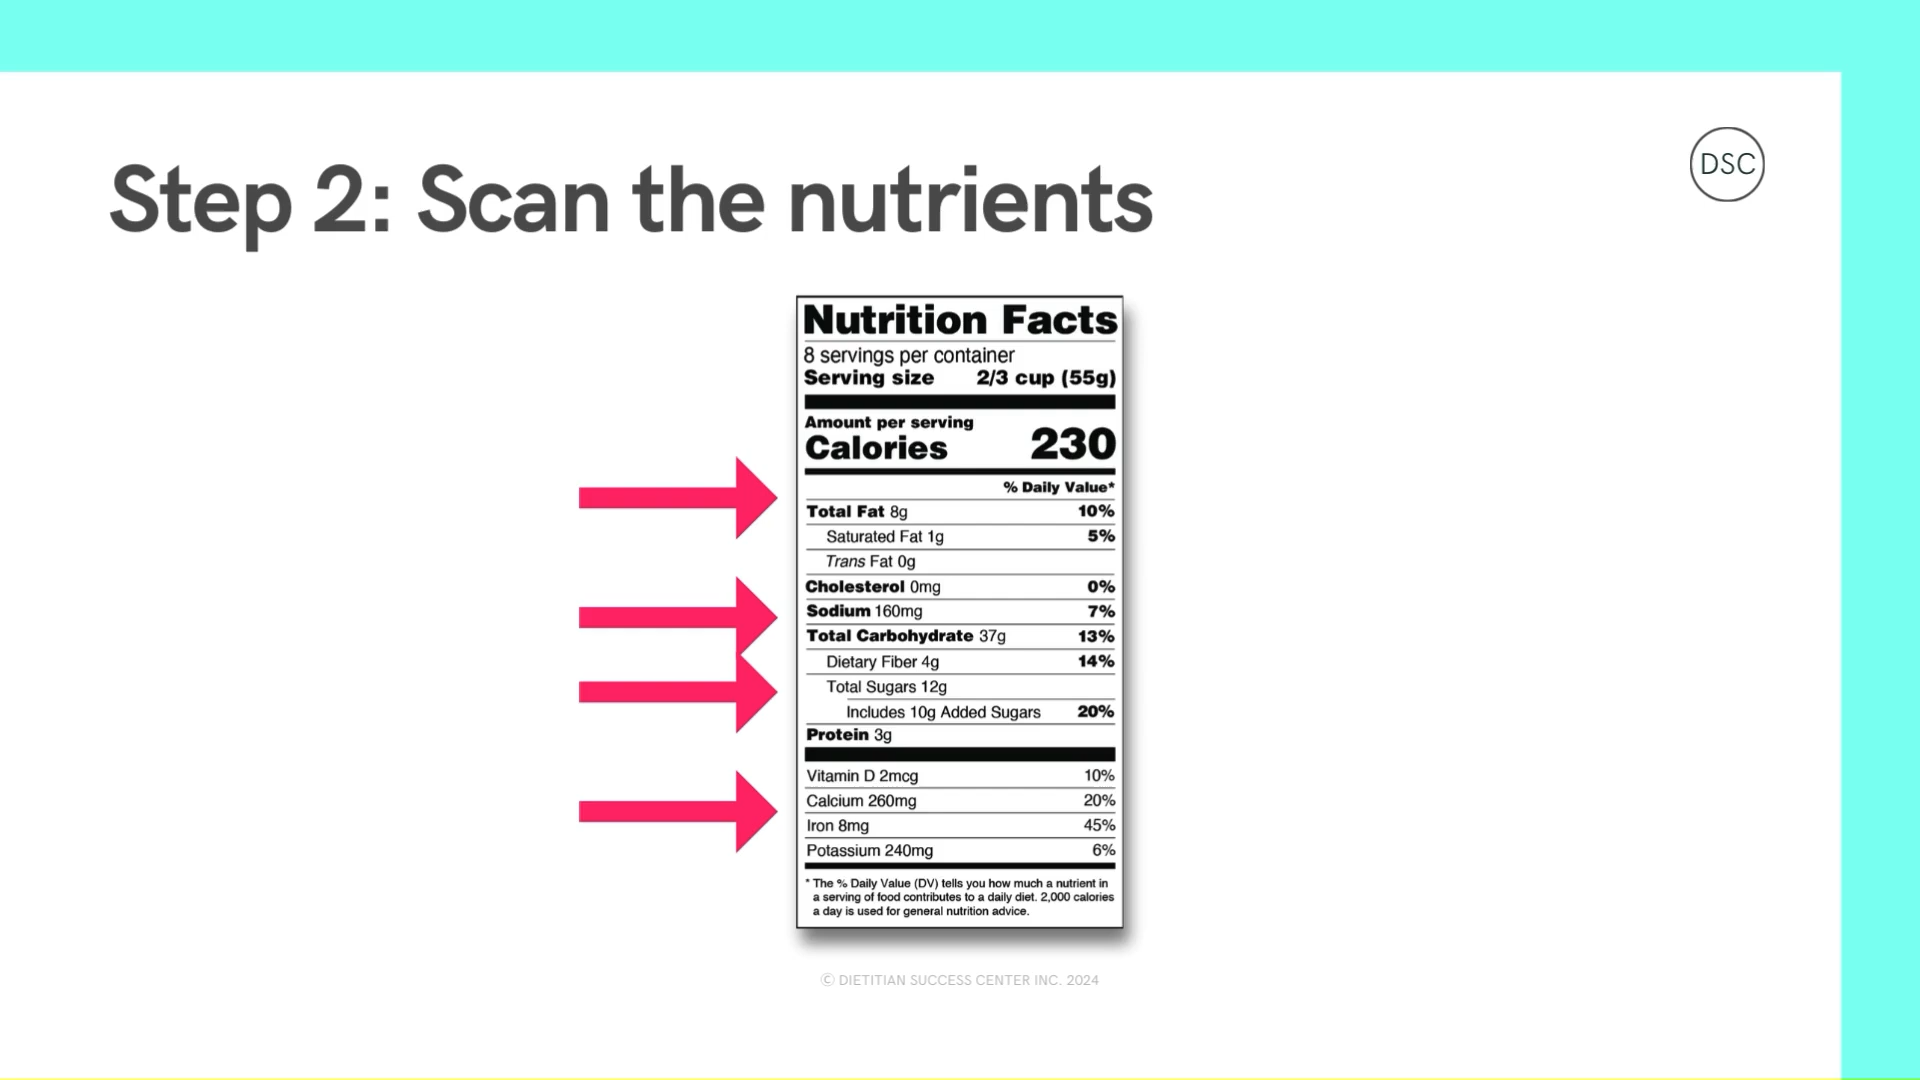 DSC
Step 2: Scan the nutrients
Nutrition Facts
8 servings per container
Serving size 2/3 cup (55g)
Amount per serving
Calories 230
% Daily Value*
Total Fat 8g 10%
Saturated Fat 1g 5%
Trans Fat 0g
Cholesterol 0mg 0%
Sodium 160mg 7%
Total Carbohydrate 37g 13%
Dietary Fiber 4g 14%
Total Sugars 12g
Includes 10g Added Sugars 20%
Protein 3g
Vitamin D 2mcg 10%
Calcium 260mg 20%
Iron 8mg 45%
Potassium 240mg 6%
* The % Daily Value (DV) tells you how much a nutrient in
a serving of food contributes to a daily diet. 2,000 calories
a day is used for general nutrition advice.
© DIETITIAN SUCCESS CENTER INC. 2024